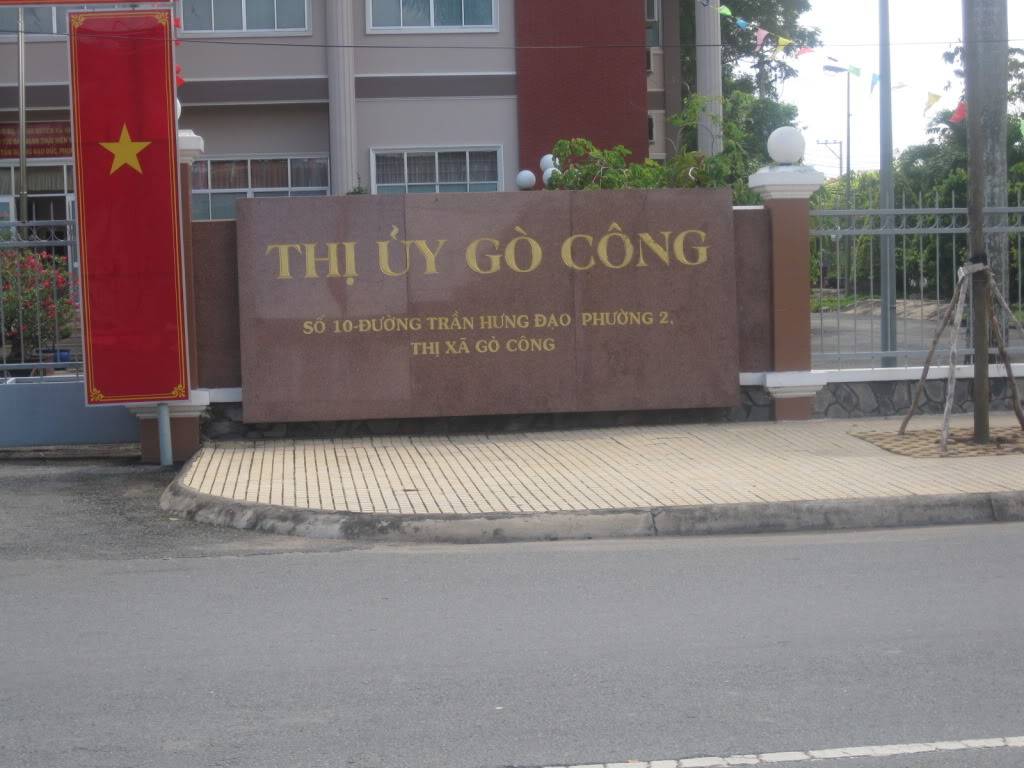 THỊ ỦY GÒ CÔNG
SỐ 10-ĐƯỜNG TRẦN HƯNG ĐẠO PHƯỜNG 2,
THỊ XÃ GÒ CÔNG